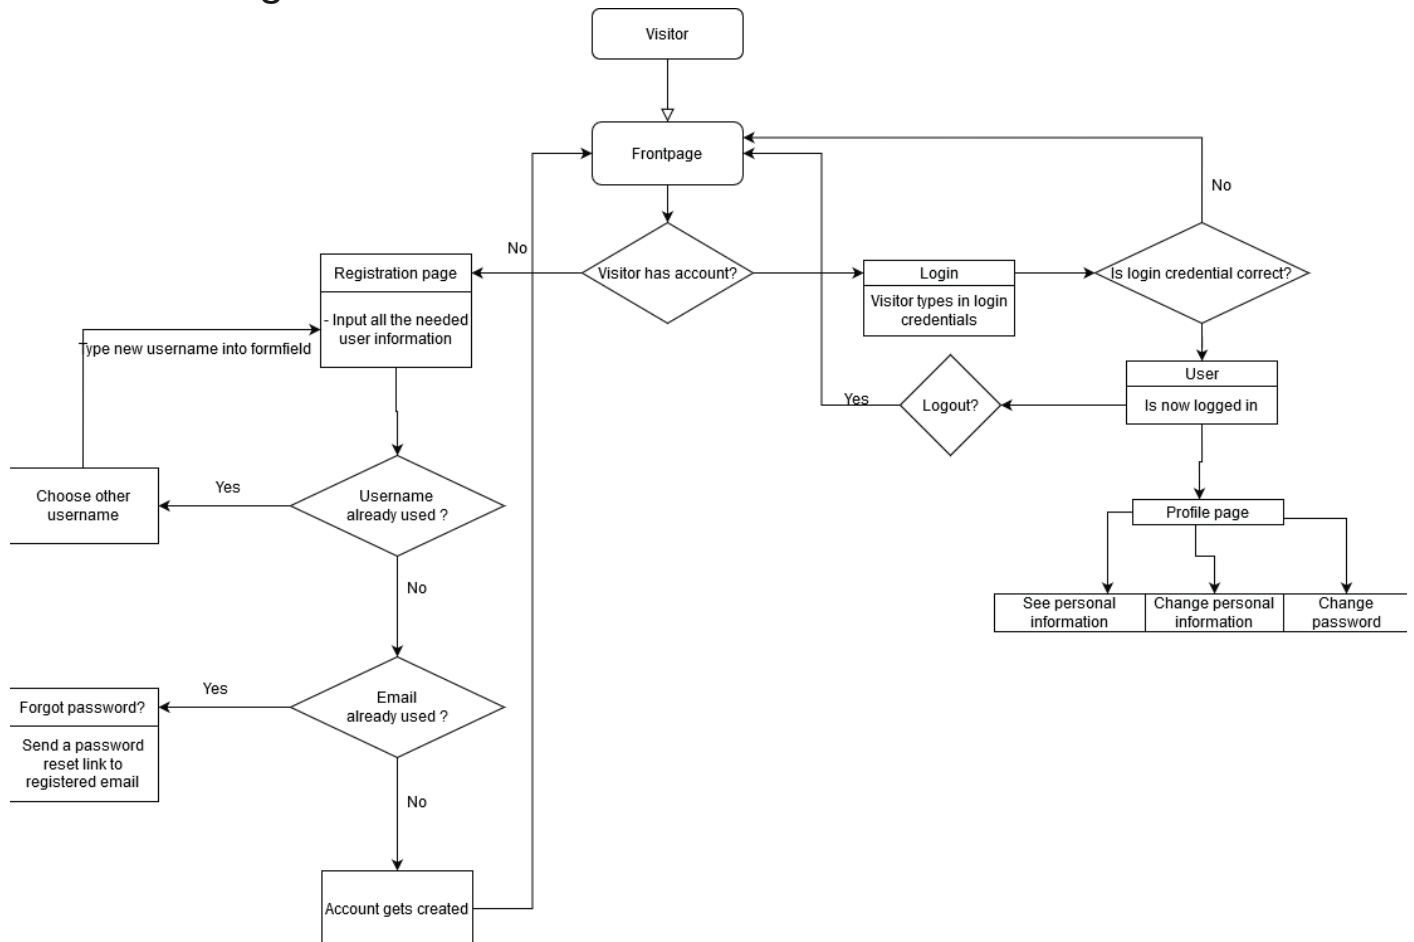 Visitor
Frontpage
No
No
Visitor has account?
Registration page
- Input all the needed
user information
Login
Visitor types in login
credentials
Is login credential correct?
Type new username into formfield
User
Is now logged in
Logout?
Yes
Choose other
username
Yes
Username
already used ?
No
Profile page
See personal
information
Change personal
information
Change
password
Forgot password?
Send a password
reset link to
registered email
Yes
Email
already used ?
No
Account gets created